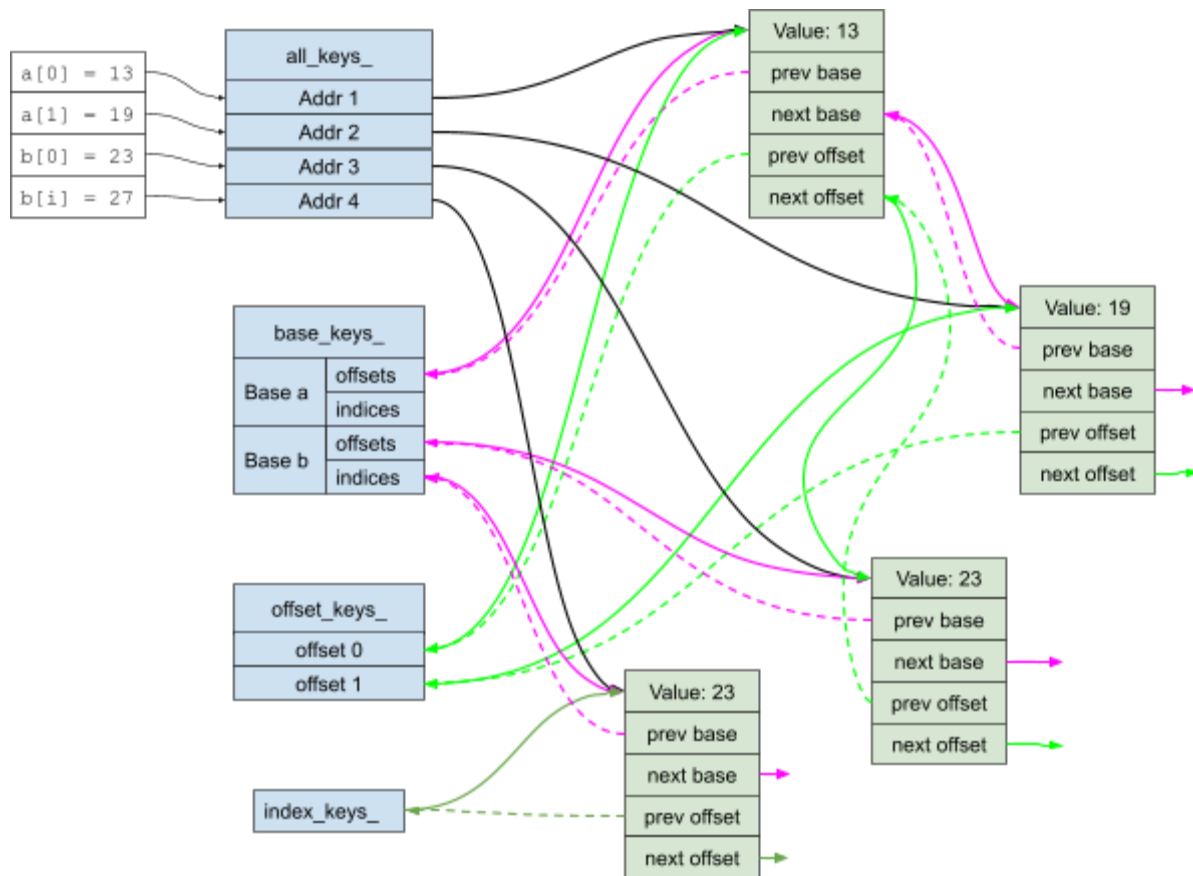 a[0] = 13
a[1] = 19
b[0] = 23
b[i] = 27
all_keys_
Addr 1
Addr 2
Addr 3
Addr 4
Value: 13
prev base
next base
prev offset
next offset
Value: 19
prev base
next base
prev offset
next offset
base_keys_
Base a
offsets
indices
Base b
offsets
indices
Value: 23
prev base
next base
prev offset
next offset
offset_keys_
offset 0
offset 1
Value: 23
prev base
next base
prev offset
next offset
index_keys_